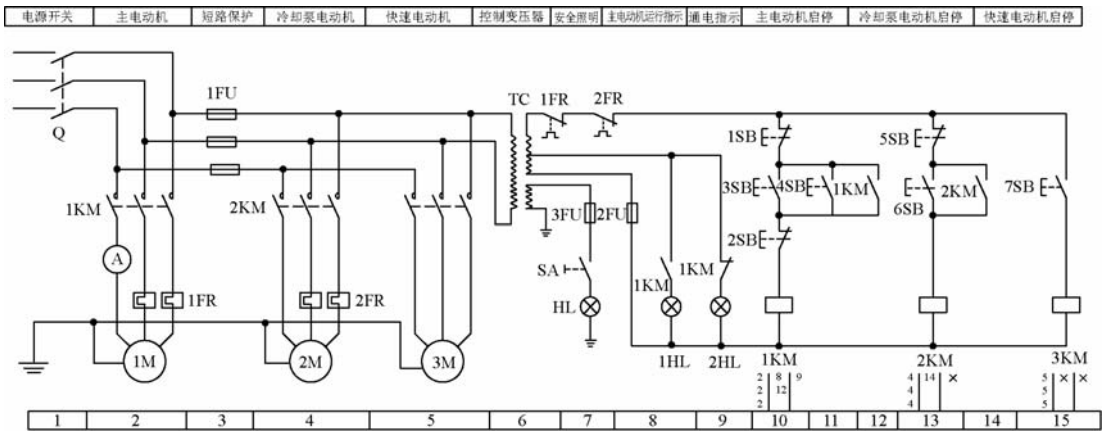 电源开关 主电动机 短路保护 冷却泵电动机 快速电动机 控制变压器 安全照明 主电动机运行指示 通电指示 主电动机启停 冷却泵电动机启停 快速电动机启停
1FU TC 1FR 2FR
Q 1SB 5SB
1KM 2KM 3SB 4SB 1KM 2KM 7SB
6SB
3FU 2FU
2SB
A SA 1KM 1KM
1FR 2FR HL
1M 2M 3M 1HL 2HL 1KM 2KM 3KM
2 8 9 4 14 × 5 × ×
2 12 4 5
2 4 5
1 2 3 4 5 6 7 8 9 10 11 12 13 14 15